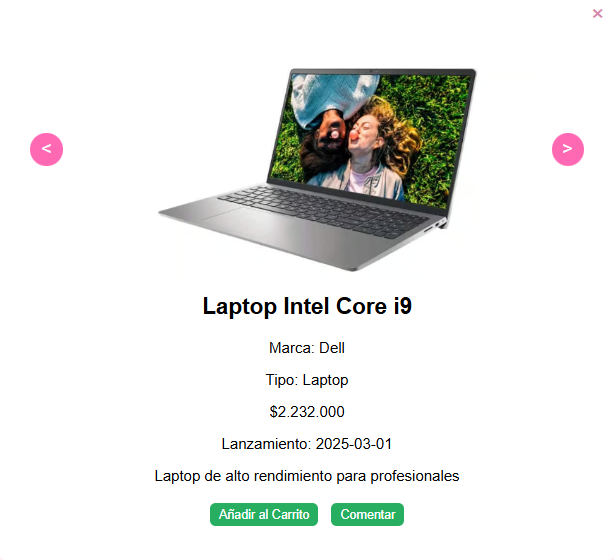 ×
<
>
Laptop Intel Core i9
Marca: Dell
Tipo: Laptop
$2.232.000
Lanzamiento: 2025-03-01
Laptop de alto rendimiento para profesionales
Añadir al Carrito
Comentar